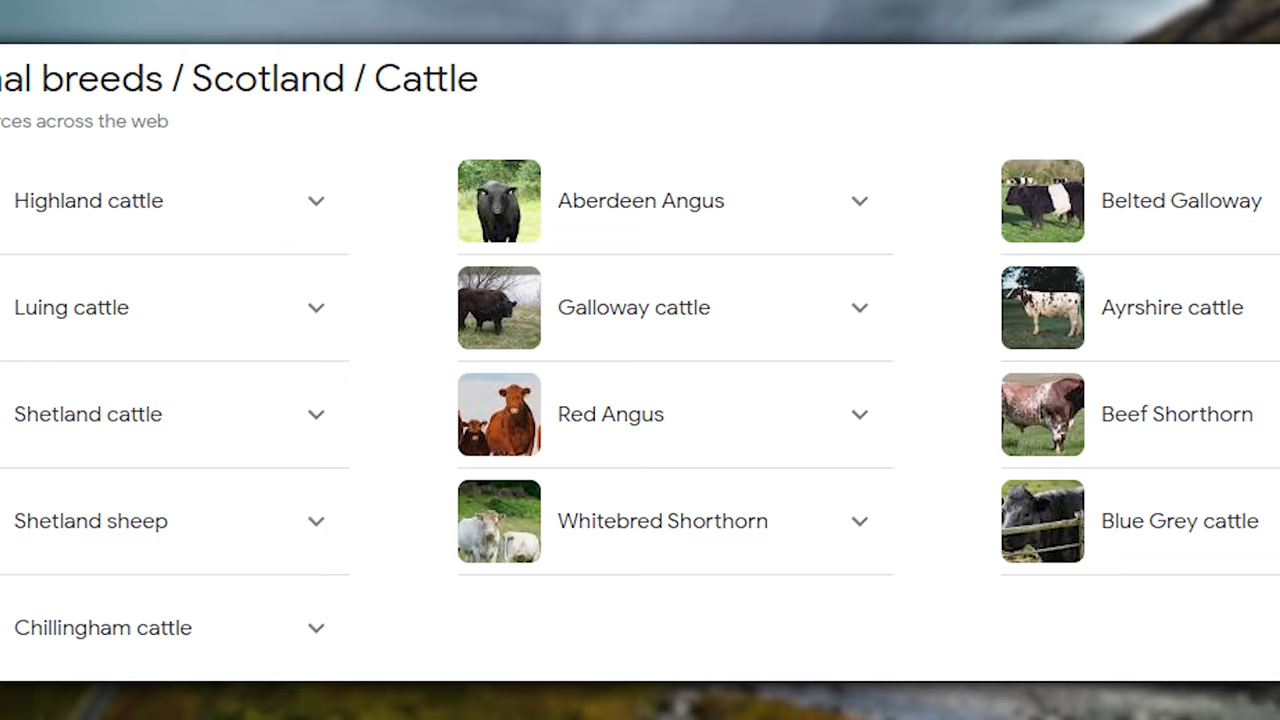 al breeds / Scotland / Cattle
rces across the web
Highland cattle
Aberdeen Angus
Belted Galloway
Luing cattle
Galloway cattle
Ayrshire cattle
Shetland cattle
Red Angus
Beef Shorthorn
Shetland sheep
Whitebred Shorthorn
Blue Grey cattle
Chillingham cattle